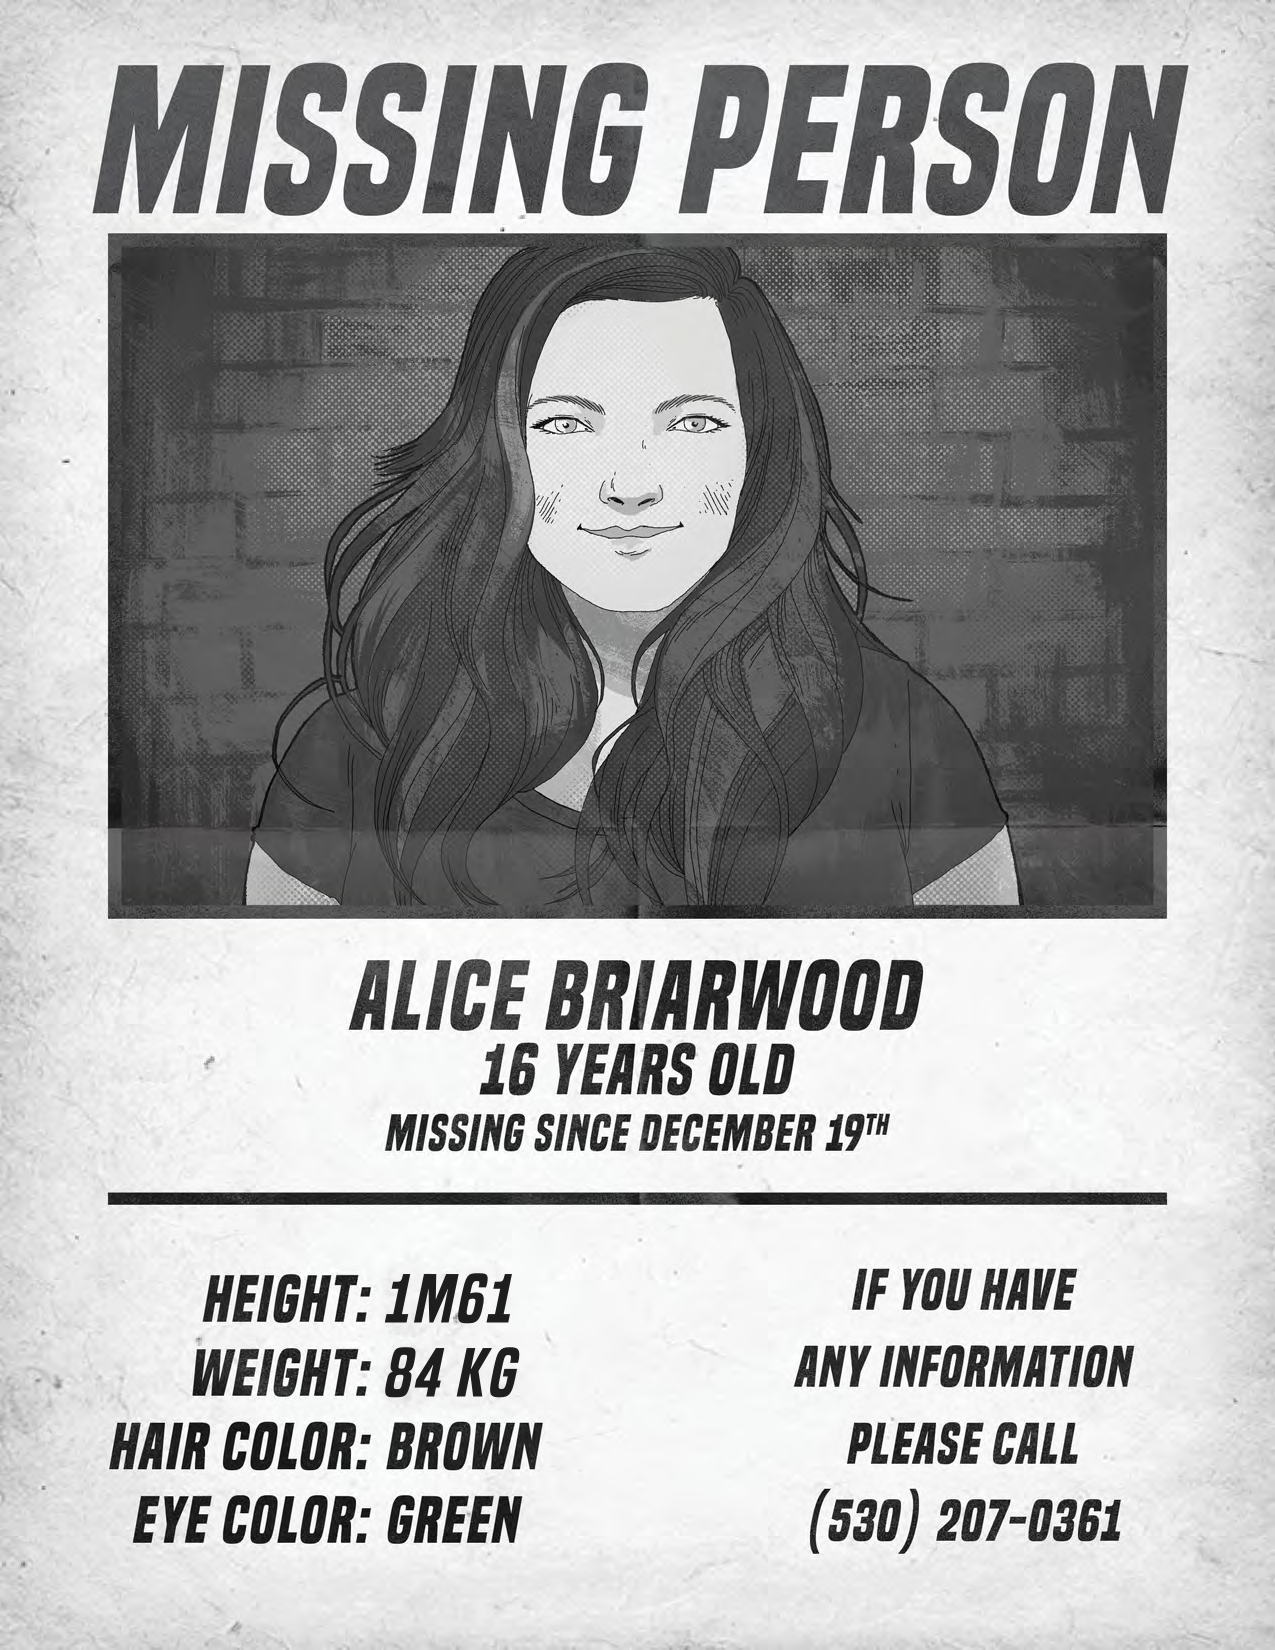 MISSING PERSON
ALICE BRIARWOOD
16 YEARS OLD
MISSING SINCE DECEMBER 19TH
HEIGHT: 1M61
WEIGHT: 84 KG
HAIR COLOR: BROWN
EYE COLOR: GREEN
IF YOU HAVE
ANY INFORMATION
PLEASE CALL
(530) 207-0361